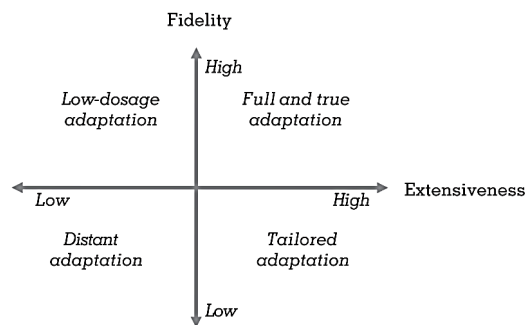 Fidelity
High
Low-dosage
adaptation
Full and true
adaptation
Low
High
Extensiveness
Distant
adaptation
Tailored
adaptation
Low